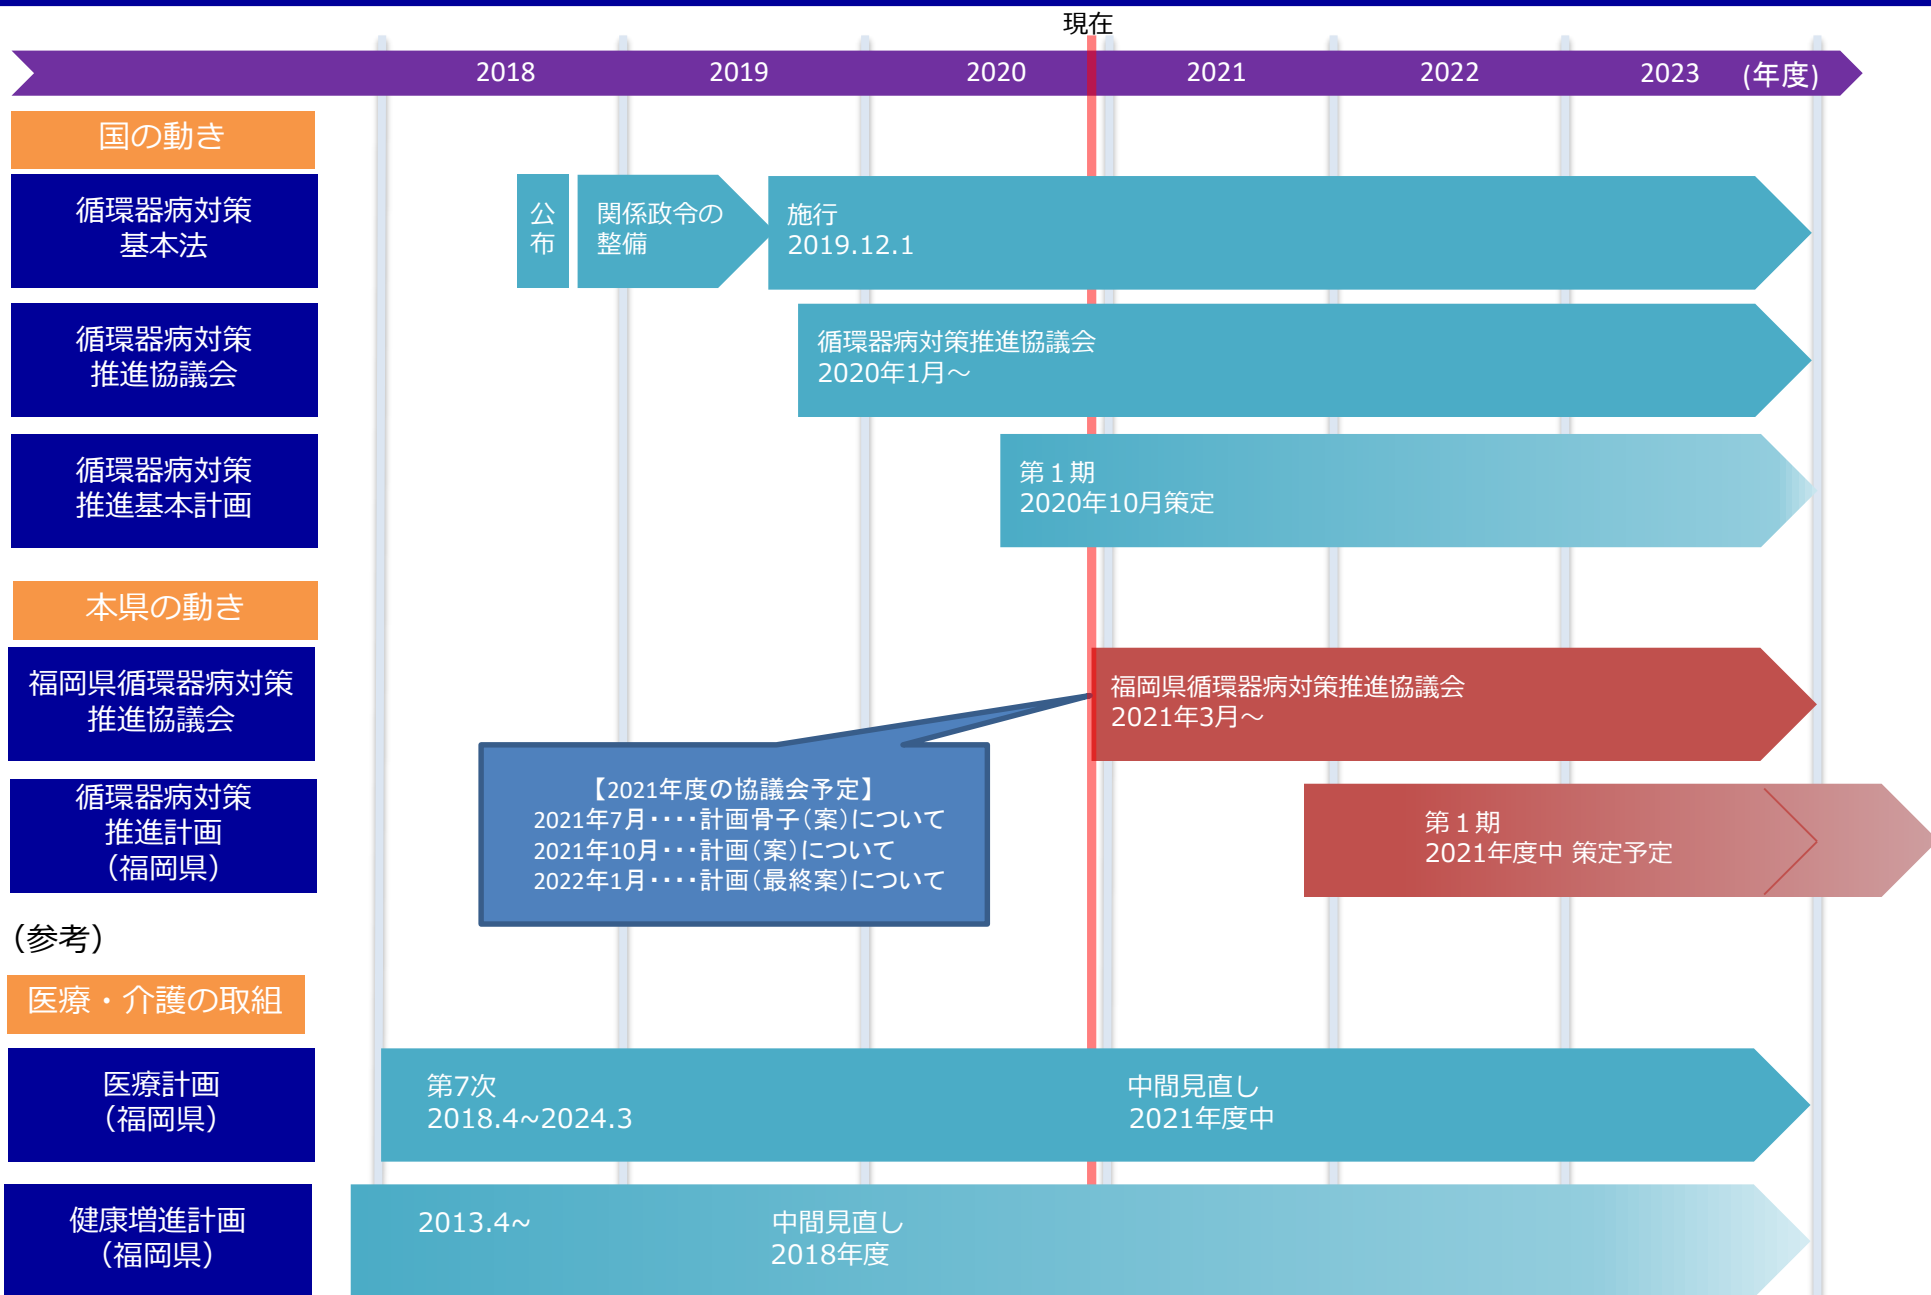 現在
2018
2019
2020
2021
2022
2023
(年度)
国の動き
循環器病対策
基本法
公
布
関係政令の
整備
施行
2019.12.1
循環器病対策
推進協議会
循環器病対策推進協議会
2020年1月～
循環器病対策
推進基本計画
第１期
2020年10月策定
本県の動き
福岡県循環器病対策
推進協議会
福岡県循環器病対策推進協議会
2021年3月～
【2021年度の協議会予定】
2021年7月・・・・計画骨子（案）について
2021年10月・・・計画（案）について
2022年1月・・・・計画（最終案）について
循環器病対策
推進計画
（福岡県）
第１期
2021年度中 策定予定
（参考）
医療・介護の取組
医療計画
（福岡県）
第7次
2018.4~2024.3
中間見直し
2021年度中
健康増進計画
（福岡県）
2013.4~
中間見直し
2018年度